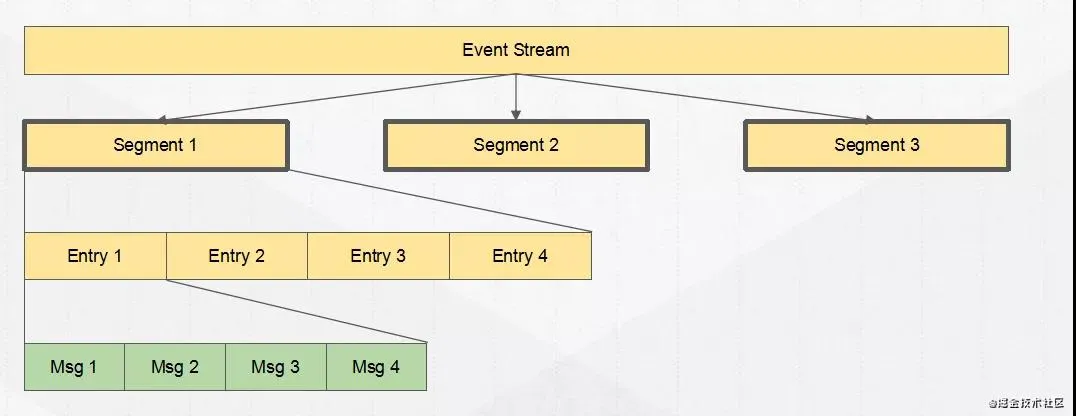 Event Stream
Segment 1
Segment 2
Segment 3
Entry 1
Entry 2
Entry 3
Entry 4
Msg 1
Msg 2
Msg 3
Msg 4
@掘金技术社区